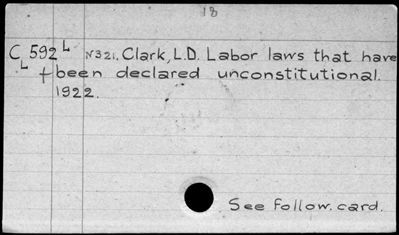 18
C 592 L N321. Clark, L.D. Labor laws that have
L + been declared unconstitutional.
1922.
See follow. card.